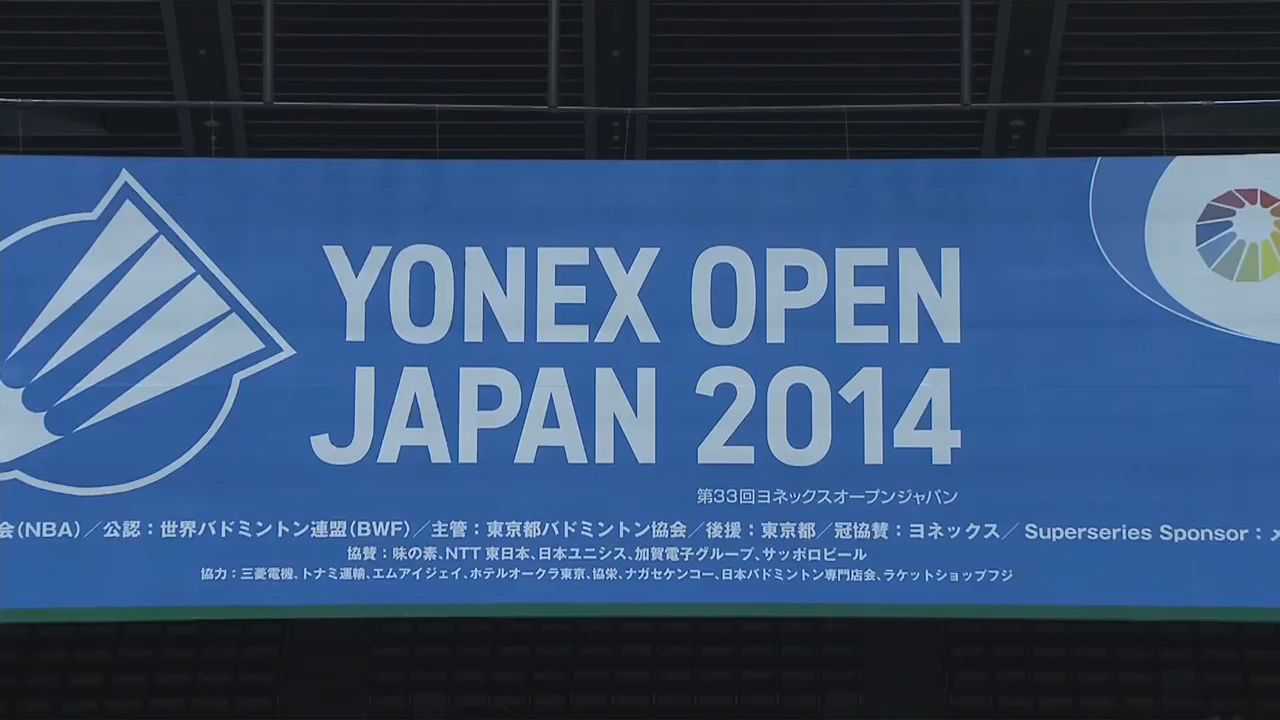 YONEX OPEN
JAPAN 2014
第33回ヨネックスオープンジャパン
会(NBA)／公認：世界バドミントン連盟(BWF)／主管：東京都バドミントン協会／後援：東京都／冠協賛：ヨネックス／ Superseries Sponsor：メ
協賛：味の素、NTT 東日本、日本ユニシス、加賀電子グループ、サッポロビール
協力：三菱電機、トナミ運輸、エムアイジェイ、ホテルオークラ東京、協栄、ナガセケンコー、日本バドミントン専門店会、ラケットショップフジ